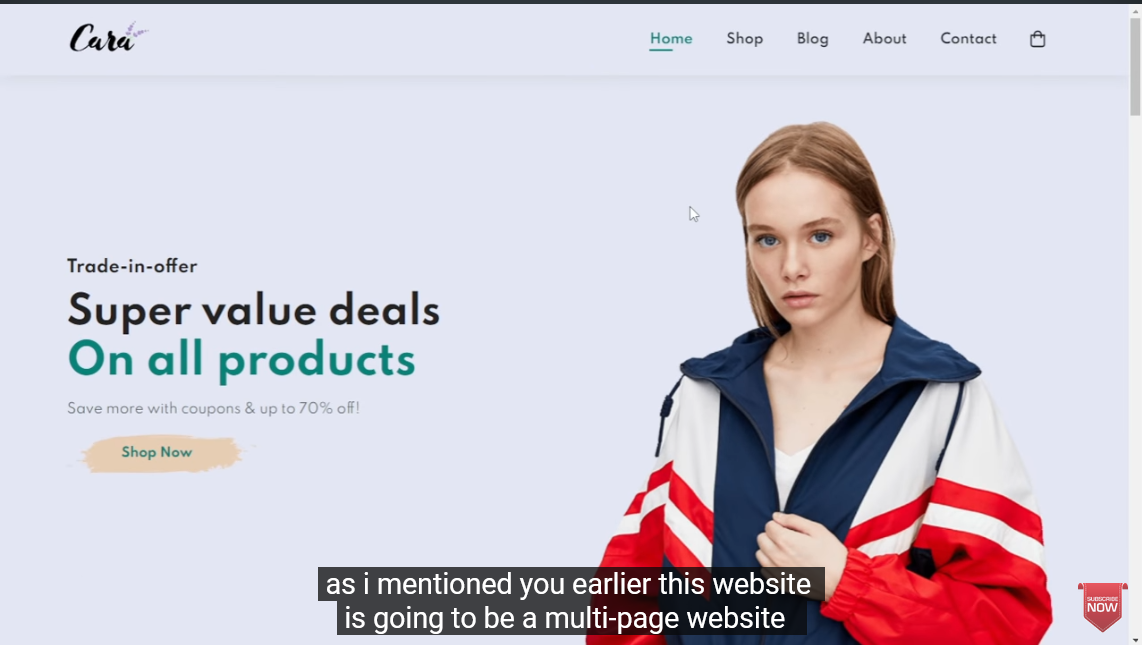 Cara
Home Shop Blog About Contact
Trade-in-offer
Super value deals
On all products
Save more with coupons & up to 70% off!
Shop Now
as i mentioned you earlier this website
is going to be a multi-page website
SUBSCRIBE
NOW